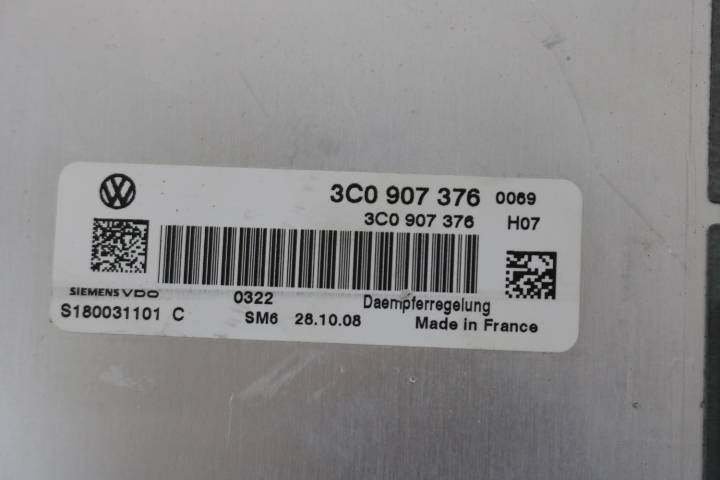 3C0 907 376 0069
3C0 907 376 H07
SIEMENS VDO 0322 Daempferregelung
S180031101 C SM6 28.10.08 Made in France